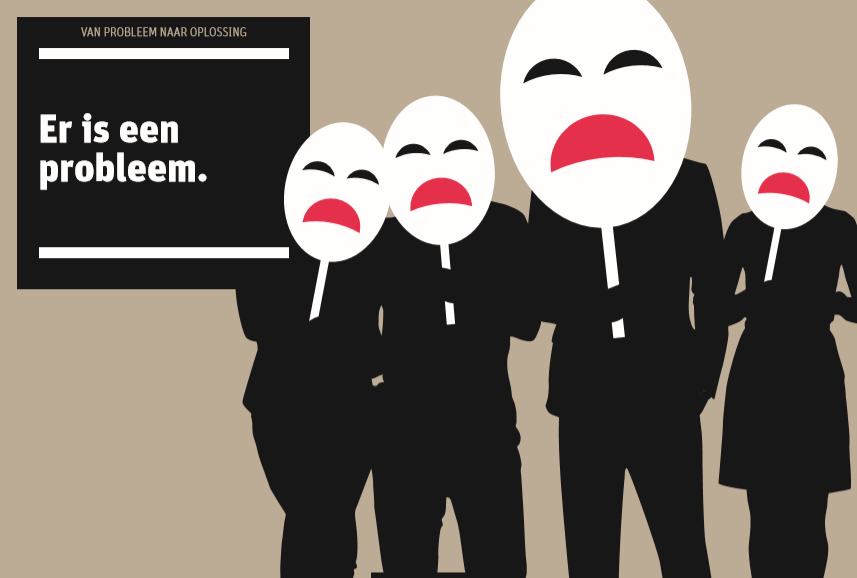 VAN PROBLEEM NAAR OPLOSSING
Er is een
probleem.